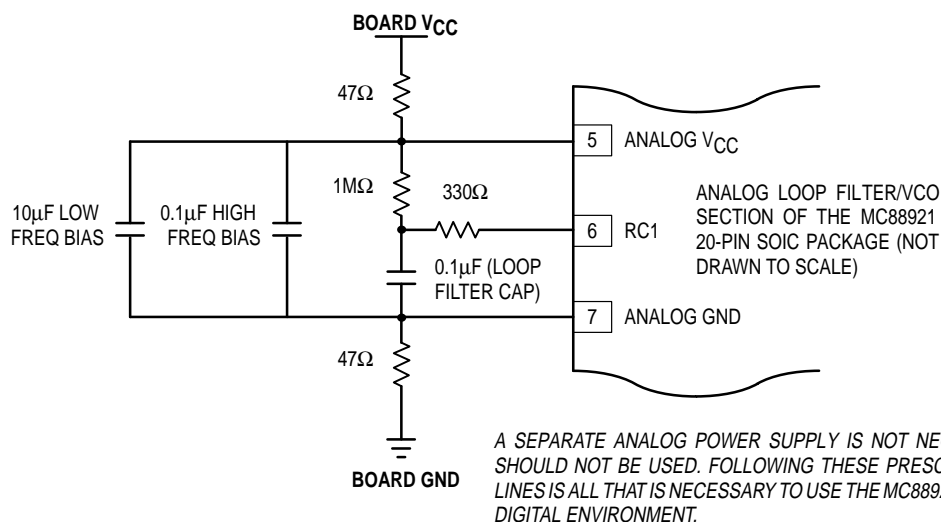 BOARD VCC
47Ω
5 ANALOG VCC
1MΩ
330Ω
10µF LOW
FREQ BIAS
0.1µF HIGH
FREQ BIAS
6 RC1
ANALOG LOOP FILTER/VCO
SECTION OF THE MC88921
20-PIN SOIC PACKAGE (NOT
DRAWN TO SCALE)
0.1µF (LOOP
FILTER CAP)
7 ANALOG GND
47Ω
BOARD GND
A SEPARATE ANALOG POWER SUPPLY IS NOT
SHOULD NOT BE USED. FOLLOWING THESE
LINES IS ALL THAT IS NECESSARY TO USE THE
DIGITAL ENVIRONMENT.